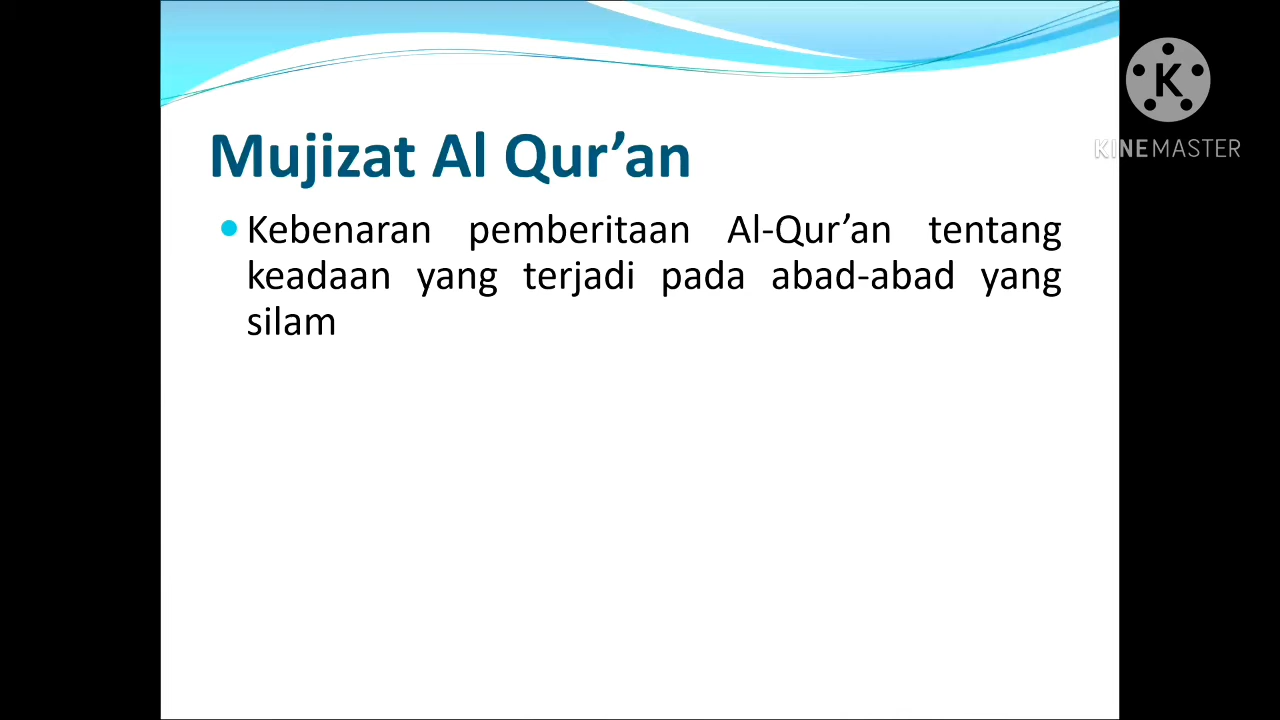 Mujizat Al Qur’an
Kebenaran pemberitaan Al-Qur’an tentang
keadaan yang terjadi pada abad-abad yang
silam
K
KINEMASTER